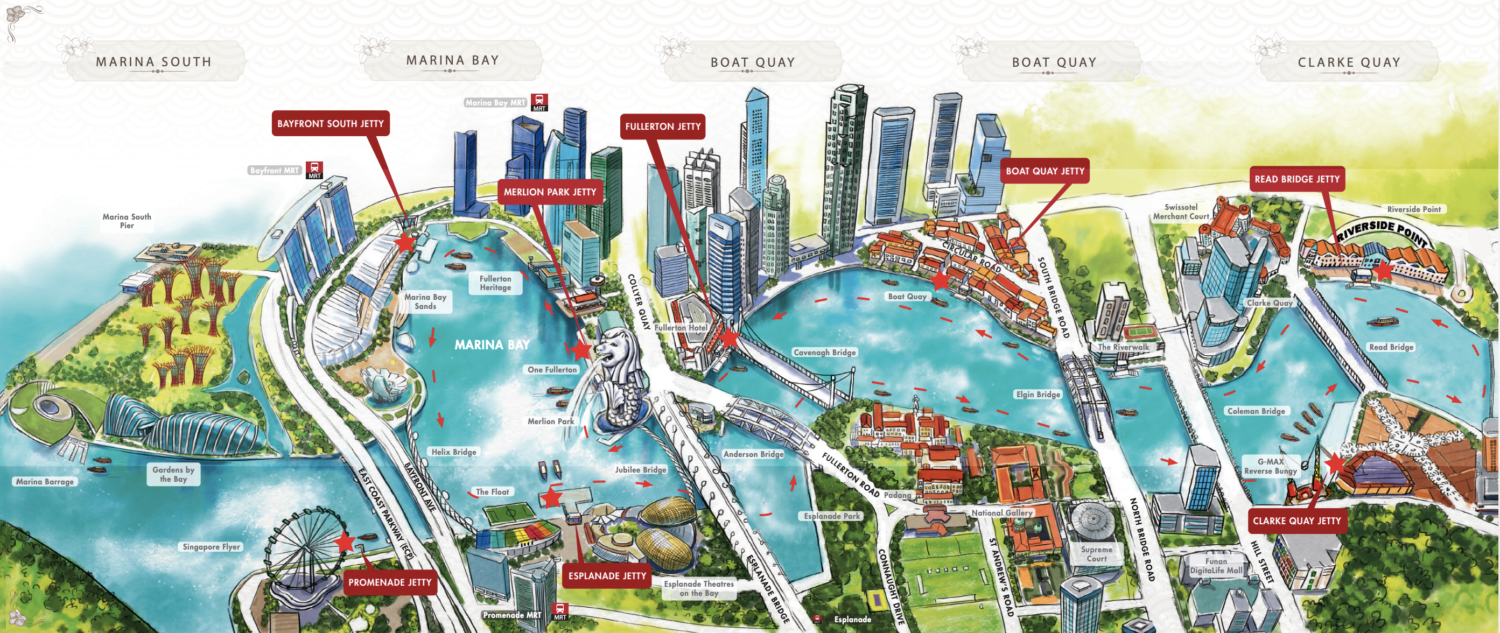 MARINA SOUTH
MARINA BAY
BOAT QUAY
BOAT QUAY
CLARKE QUAY
Marina Bay MRT
MRT
BAYFRONT SOUTH JETTY
FULLERTON JETTY
Bayfront MRT
MRT
MERLION PARK JETTY
BOAT QUAY JETTY
READ BRIDGE JETTY
Marina South
Pier
Swissotel
Merchant Court
Riverside Point
RIVERSIDE POINT
CIRCULAR ROAD
SOUTH BRIDGE ROAD
COLLYER QUAY
Fullerton
Heritage
Marina Bay
Sands
Boat Quay
Clarke Quay
Fullerton Hotel
MARINA BAY
Cavenagh Bridge
The Riverwalk
Read Bridge
One Fullerton
Elgin Bridge
Coleman Bridge
Merlion Park
Helix Bridge
Anderson Bridge
FULLERTON ROAD
Jubilee Bridge
G-MAX
Reverse Bungy
Gardens by
the Bay
Marina Barrage
EAST COAST PARKWAY (ECP)
BAYFRONT AVE
The Float
Padang
National Gallery
Esplanade Park
NORTH BRIDGE ROAD
CLARKE QUAY JETTY
Singapore Flyer
Supreme
Court
HILL STREET
Funan
DigitaLife Mall
PROMENADE JETTY
ESPLANADE JETTY
Esplanade Theatres
on the Bay
ESPLANADE BRIDGE
CONNAUGHT DRIVE
ST ANDREW'S ROAD
Promenade MRT
MRT
Esplanade